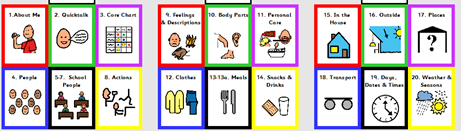 1.About Me
2. Quicktalk
3. Core Chart
9. Feelings
& Descriptions
10. Body Parts
11. Personal
Care
15. In the
House
16. Outside
17. Places
?
4. People
5-7. School
People
8. Actions
12. Clothes
13-13a. Meals
14. Snacks &
Drinks
18. Transport
19. Days,
Dates & Times
20. Weather &
Seasons